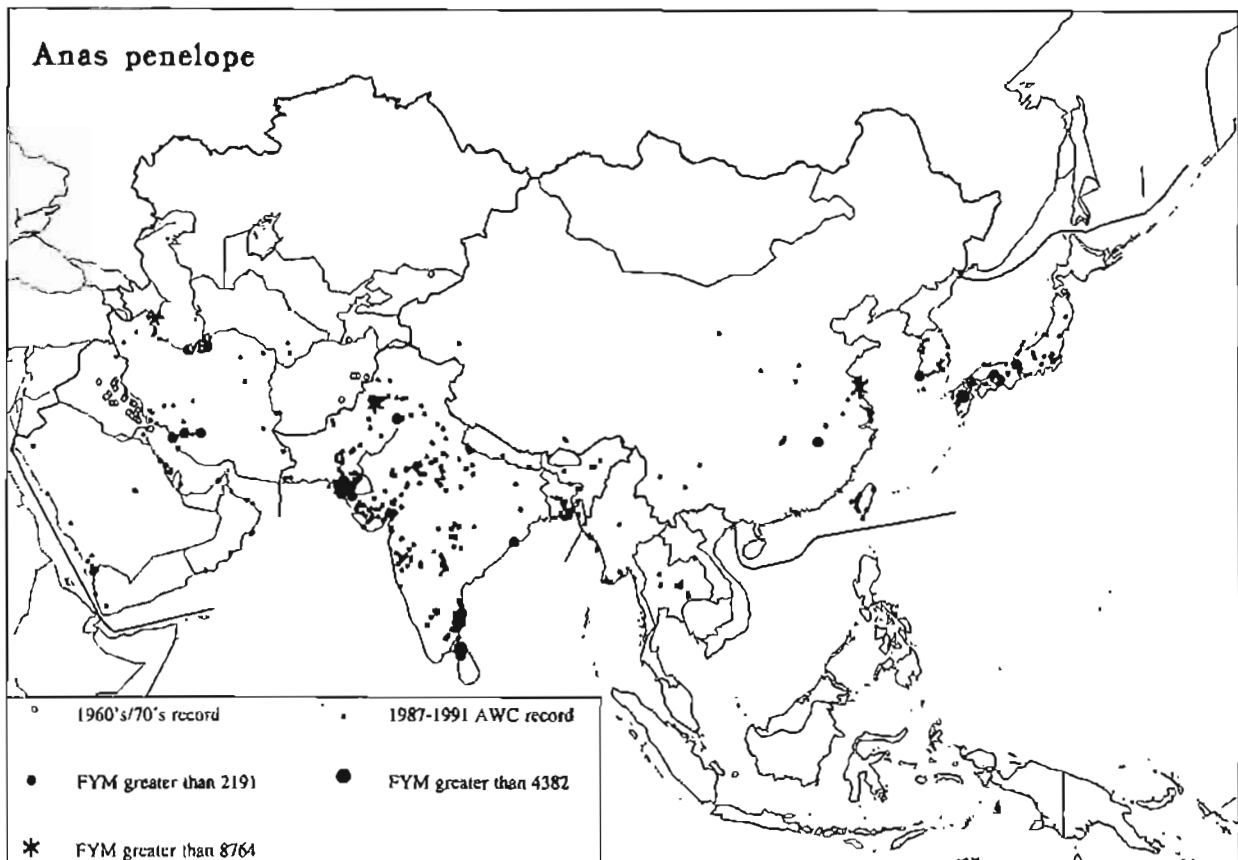 Anas penelope
1960's/70's record
1987-1991 AWC record
FYM greater than 2191
FYM greater than 4382
FYM greater than 8764